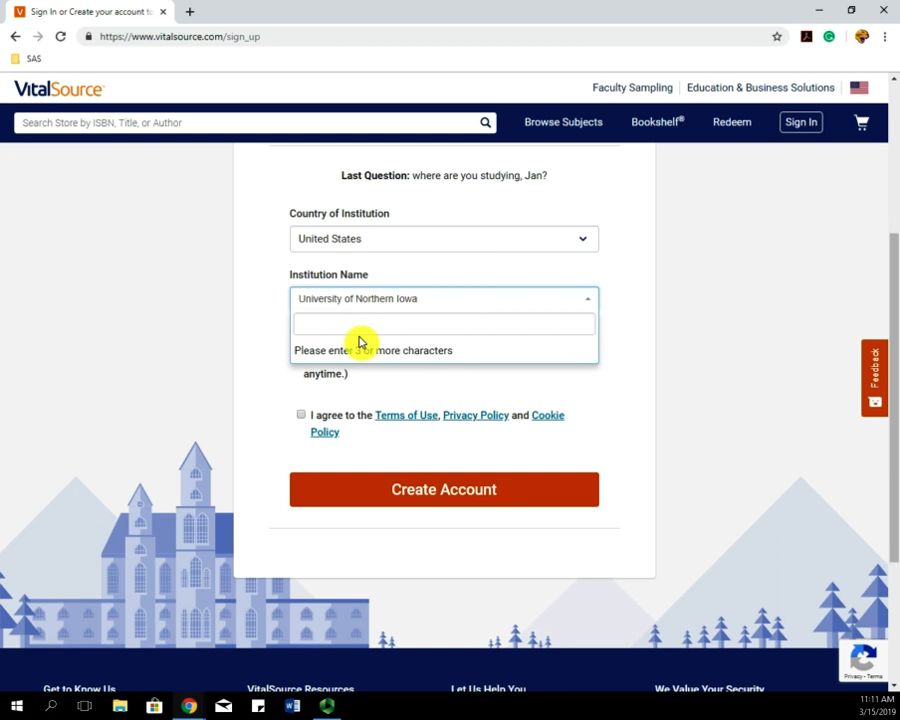 Sign In or Create your account to
https://www.vitalsource.com/sign_up
SAS
VitalSource
Faculty Sampling
Education & Business Solutions
Search Store by ISBN, Title, or Author
Browse Subjects
Bookshelf®
Redeem
Sign In
Last Question: where are you studying, Jan?
Country of Institution
United States
Institution Name
University of Northern Iowa
Please enter 3 or more characters
anytime.)
I agree to the Terms of Use, Privacy Policy and Cookie
Policy
Create Account
Feedback
Privacy - Terms
Get to Know Us
VitalSource Resources
Let Us Help You
We Value Your Security
11:11 AM
3/15/2019